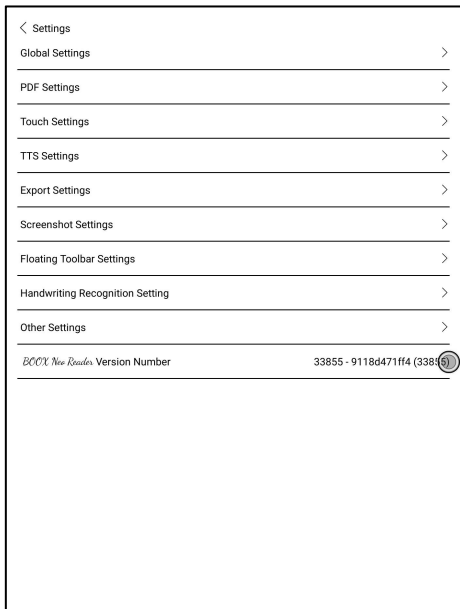 Settings
Global Settings
PDF Settings
Touch Settings
TTS Settings
Export Settings
Screenshot Settings
Floating Toolbar Settings
Handwriting Recognition Setting
Other Settings
BOOX Neo Reader Version Number 33855 - 9118d471ff4 (33855)